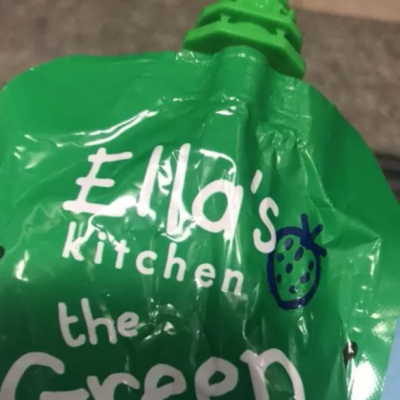 Ella's
kitchen
the
Green